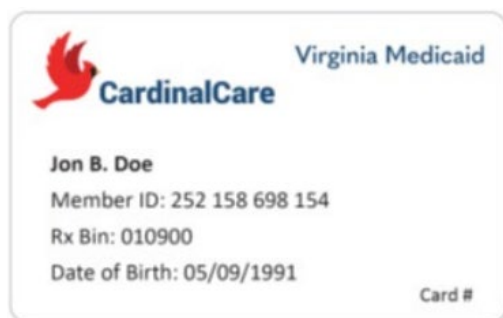 Virginia Medicaid
CardinalCare
Jon B. Doe
Member ID: 252 158 698 154
Rx Bin: 010900
Date of Birth: 05/09/1991
Card #